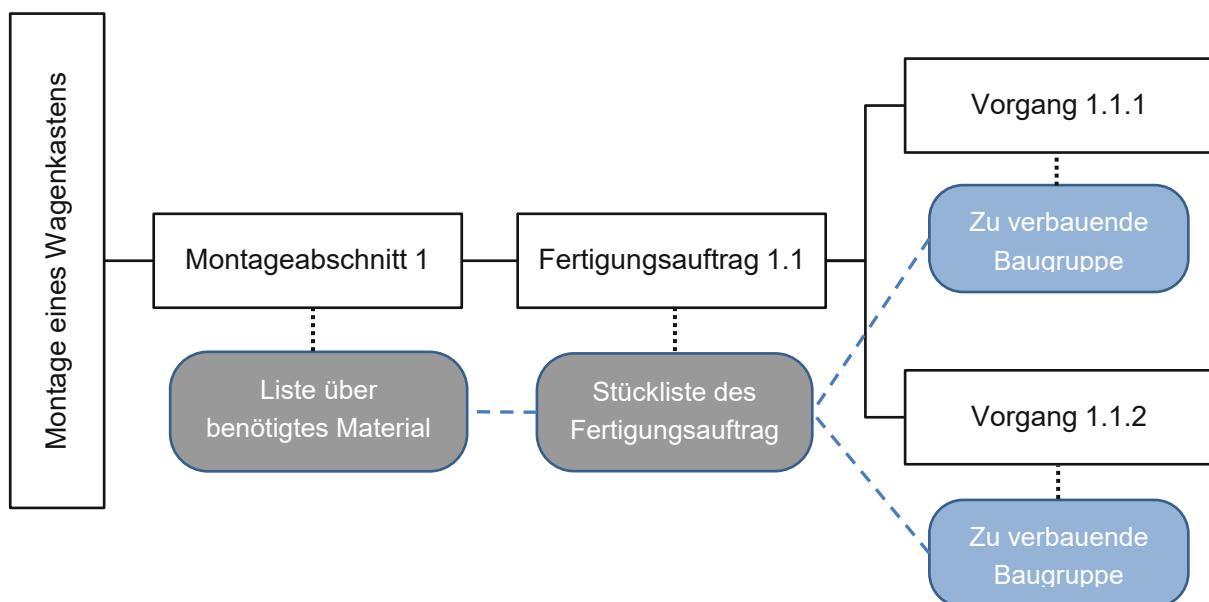 Montage eines Wagenkastens
Montageabschnitt 1
Liste über
benötigtes Material
Fertigungsauftrag 1.1
Stückliste des
Fertigungsauftrag
Vorgang 1.1.1
Zu verbauende
Baugruppe
Vorgang 1.1.2
Zu verbauende
Baugruppe